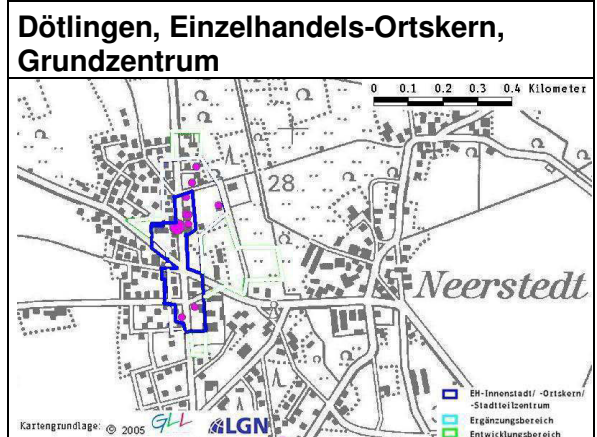 Dötlingen, Einzelhandels-Ortskern,
Grundzentrum
0 0.1 0.2 0.3 0.4 Kilometer
28
Neerstedt
EH-Innenstadt/ -Ortskern/
-Stadtteilzentrum
Ergänzungsbereich
Entwicklungsbereich
Kartengrundlage: © 2005 GLL LGN